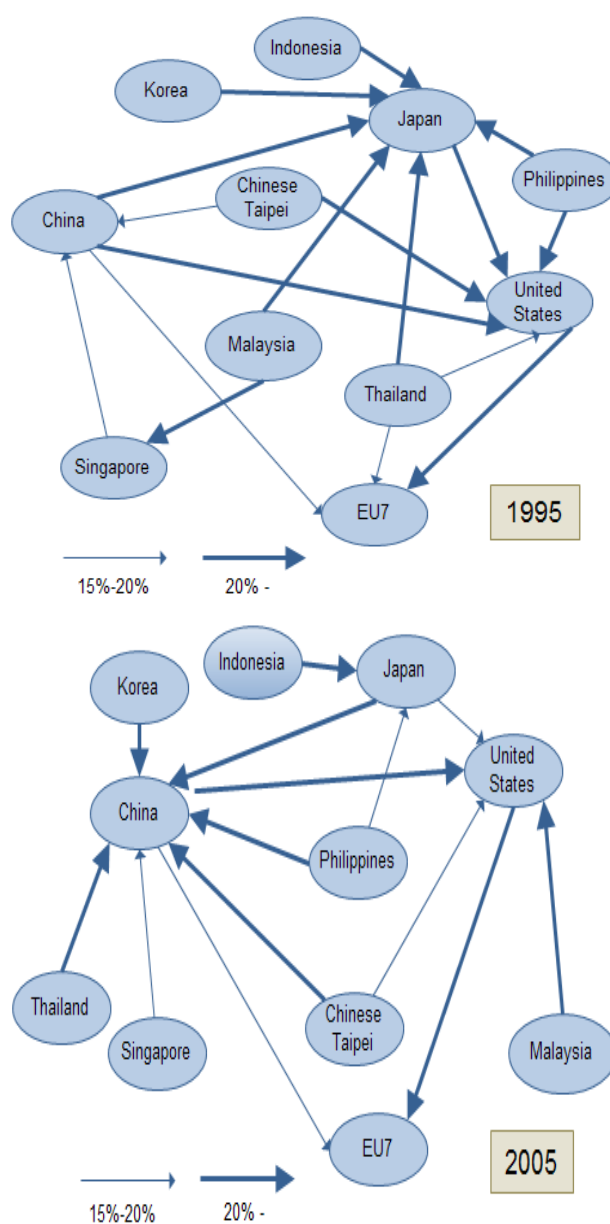 Indonesia
Korea
Japan
Chinese
Taipei
Philippines
China
United
States
Malaysia
Thailand
Singapore
EU7
1995
15%-20%
20% -
Indonesia
Japan
Korea
United
States
China
Philippines
Thailand
Chinese
Taipei
Singapore
Malaysia
EU7
2005
15%-20%
20% -